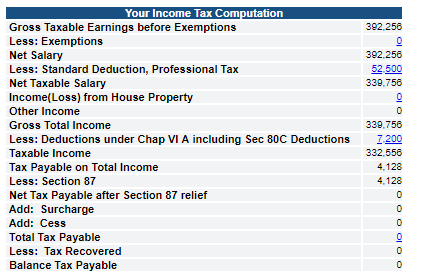 Your Income Tax Computation
Gross Taxable Earnings before Exemptions 392,256
Less: Exemptions 0
Net Salary 392,256
Less: Standard Deduction, Professional Tax 52,500
Net Taxable Salary 339,756
Income(Loss) from House Property 0
Other Income 0
Gross Total Income 339,756
Less: Deductions under Chap VI A including Sec 80C Deductions 7,200
Taxable Income 332,556
Tax Payable on Total Income 4,128
Less: Section 87 4,128
Net Tax Payable after Section 87 relief 0
Add: Surcharge 0
Add: Cess 0
Total Tax Payable 0
Less: Tax Recovered 0
Balance Tax Payable 0